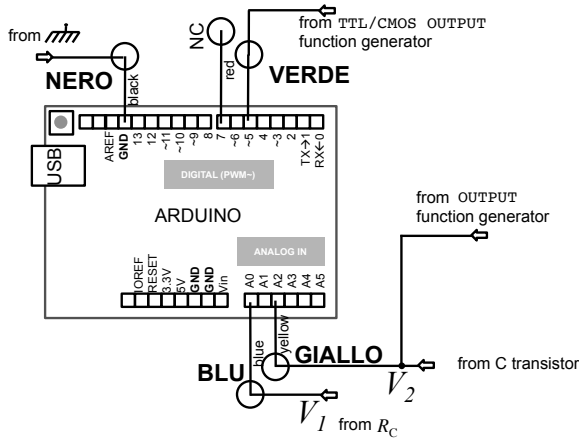 from TTL/CMOS OUTPUT
function generator
from
NC
NERO
VERDE
black
red
AREF
GND
13
12
~11
~10
~9
8
7
~6
~5
4
~3
2
TX→1
RX←0
USB
DIGITAL (PWM~)
ARDUINO
from OUTPUT
function generator
ANALOG IN
IOREF
RESET
3.3V
5V
GND
GND
Vin
A0
A1
A2
A3
A4
A5
blue
yellow
BLU
GIALLO
from C transistor
V2
V1 from RC